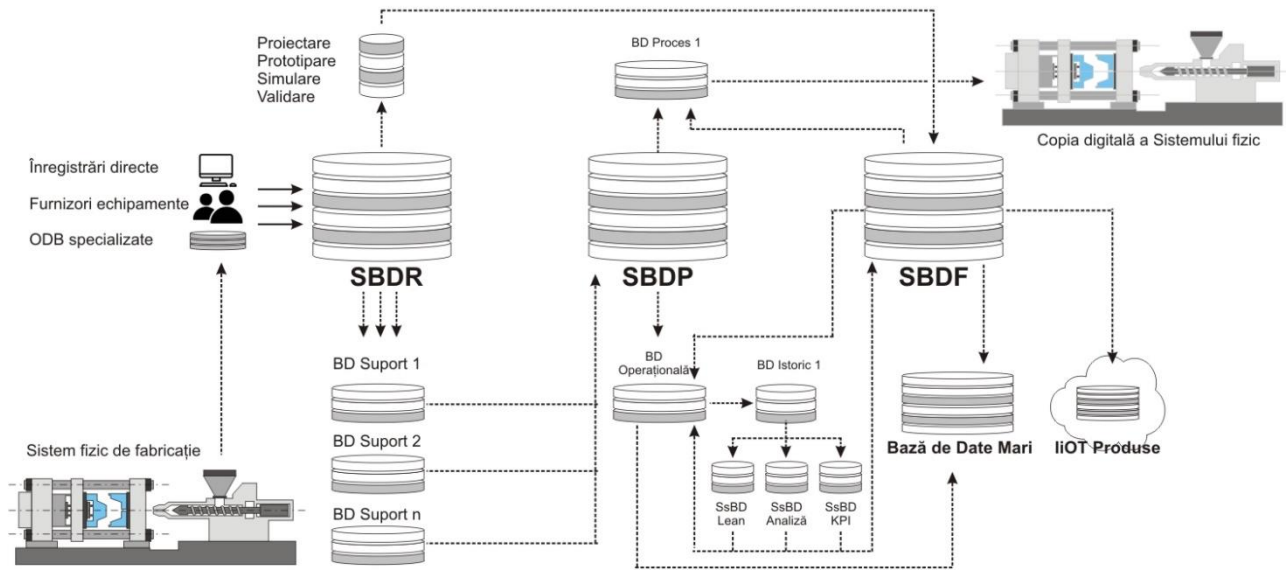 Proiectare
Prototipare
Simulare
Validare
BD Proces 1
Copia digitală a Sistemului fizic
Înregistrări directe
Furnizori echipamente
ODB specializate
SBDR
SBDP
SBDF
BD Suport 1
BD
Operațională
BD Istoric 1
BD Suport 2
Bază de Date Mari
IiOT Produse
Sistem fizic de fabricație
SsBD
Lean
SsBD
Analiză
SsBD
KPI
BD Suport n